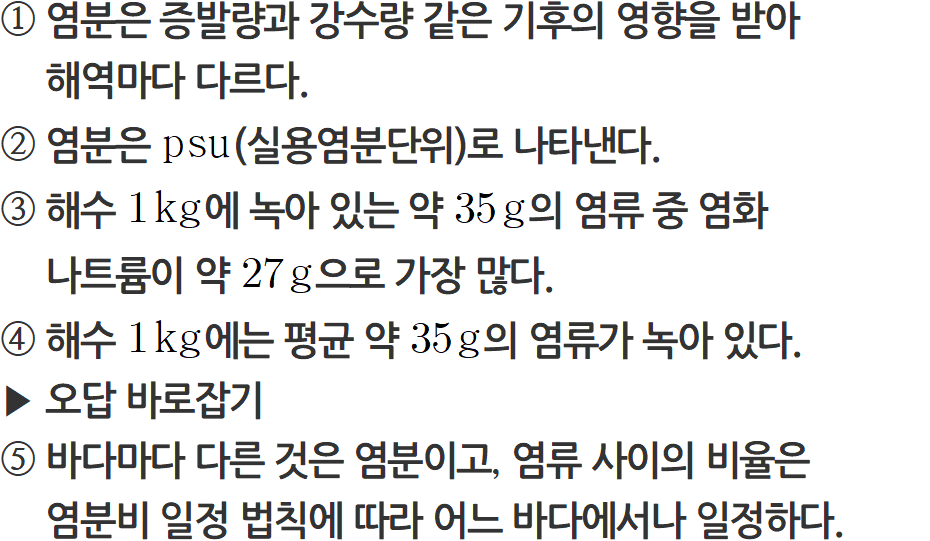 ① 염분은 증발량과 강수량 같은 기후의 영향을 받아
해역마다 다르다.
② 염분은 psu(실용염분단위)로 나타낸다.
③ 해수 1 kg에 녹아 있는 약 35 g의 염류 중 염화
나트륨이 약 27 g으로 가장 많다.
④ 해수 1 kg에는 평균 약 35 g의 염류가 녹아 있다.
▶ 오답 바로잡기
⑤ 바다마다 다른 것은 염분이고, 염류 사이의 비율은
염분비 일정 법칙에 따라 어느 바다에서나 일정하다.